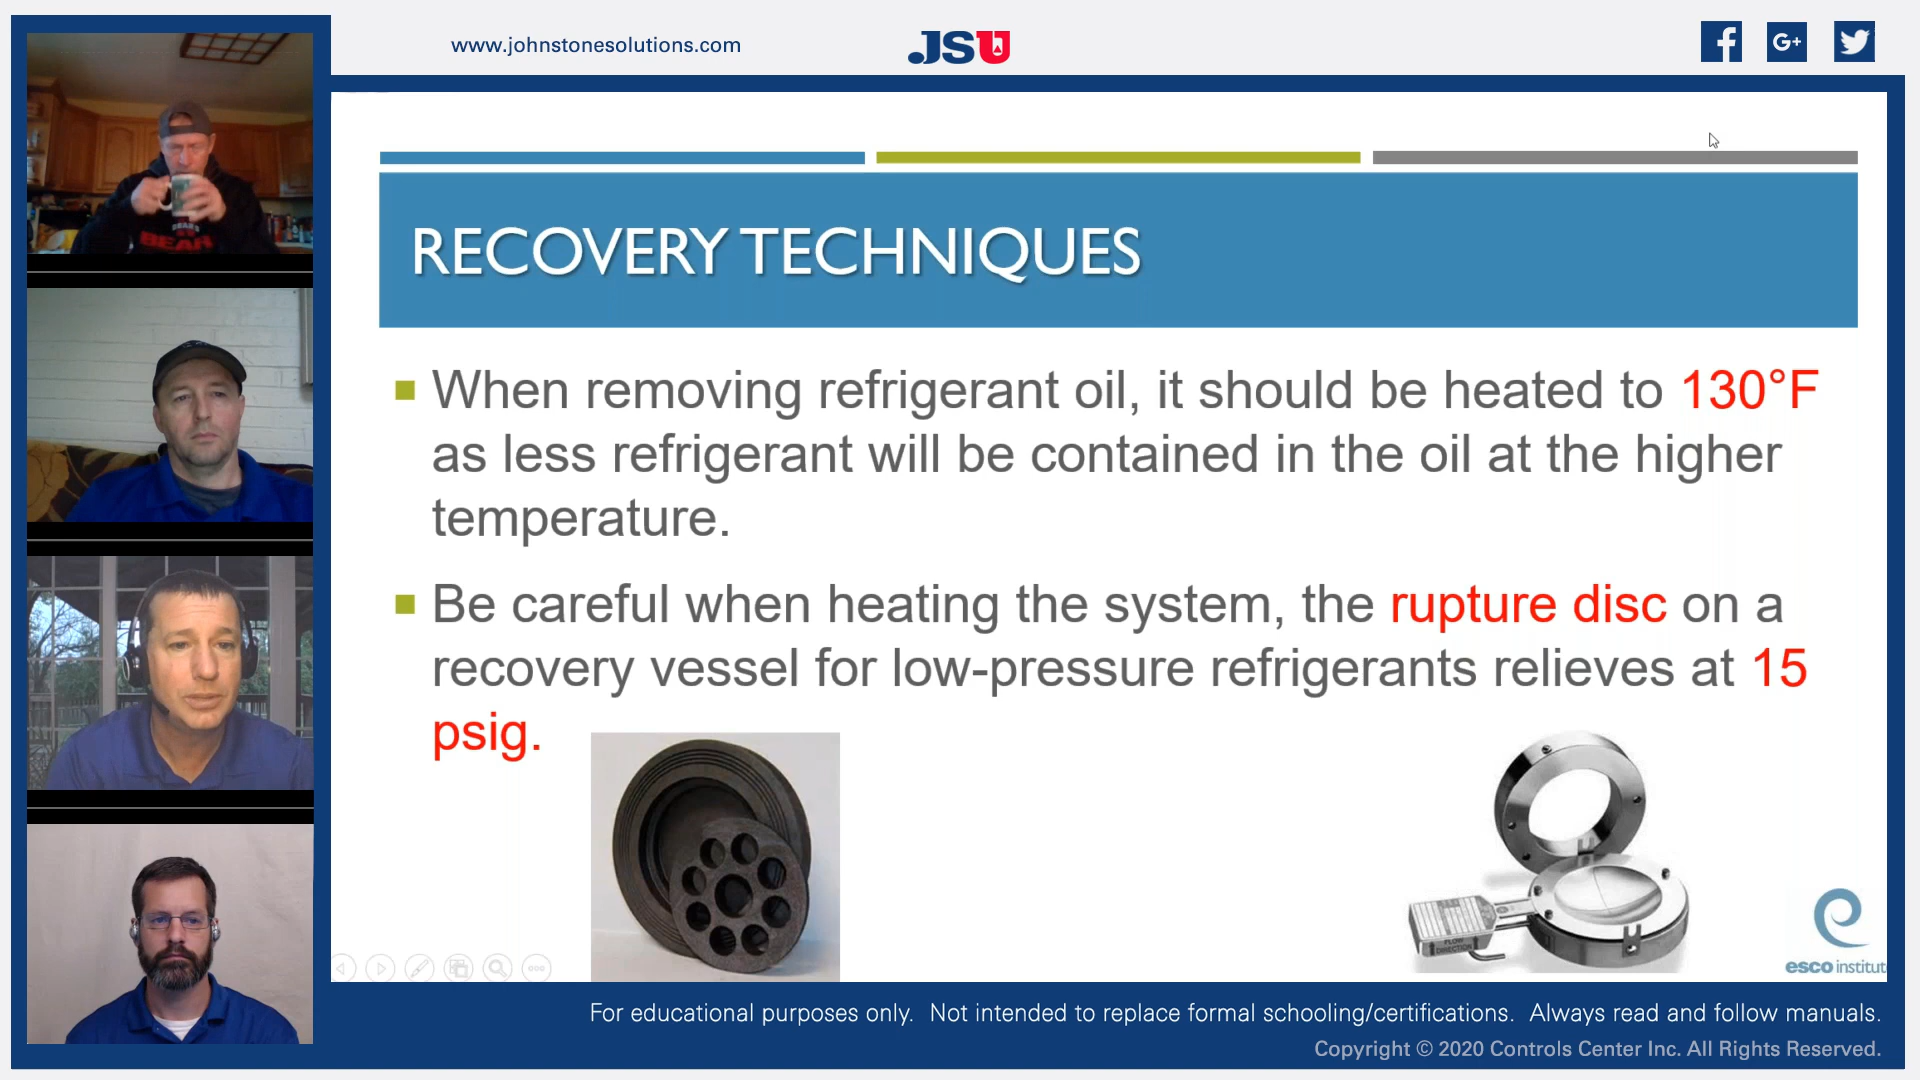 www.johnstonesolutions.com
JSU
G+
RECOVERY TECHNIQUES
When removing refrigerant oil, it should be heated to 130°F
as less refrigerant will be contained in the oil at the higher
temperature.
Be careful when heating the system, the rupture disc on a
recovery vessel for low-pressure refrigerants relieves at 15
psig.
BEAR
FLOW
DIRECTION
esco institut
For educational purposes only. Not intended to replace formal schooling/certifications. Always read and follow manuals.
Copyright © 2020 Controls Center Inc. All Rights Reserved.